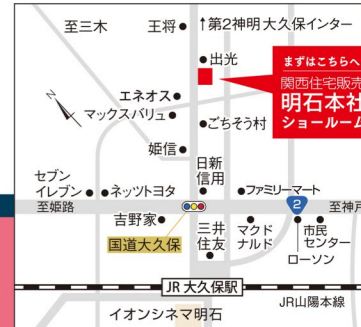 至三木
王将
↑第2神明大久保インター
出光
まずはこちらへ
関西住宅販売
明石本社
ショールーム
エネオス
マックスバリュ
ごちそう村
姫信
日新
信用
セブン
イレブン
ネッツトヨタ
ファミリーマート
至姫路
2
至神戸
吉野家
国道大久保
三井
住友
マクド
ナルド
市民
センター
ローソン
JR 大久保駅
JR山陽本線
イオンシネマ明石